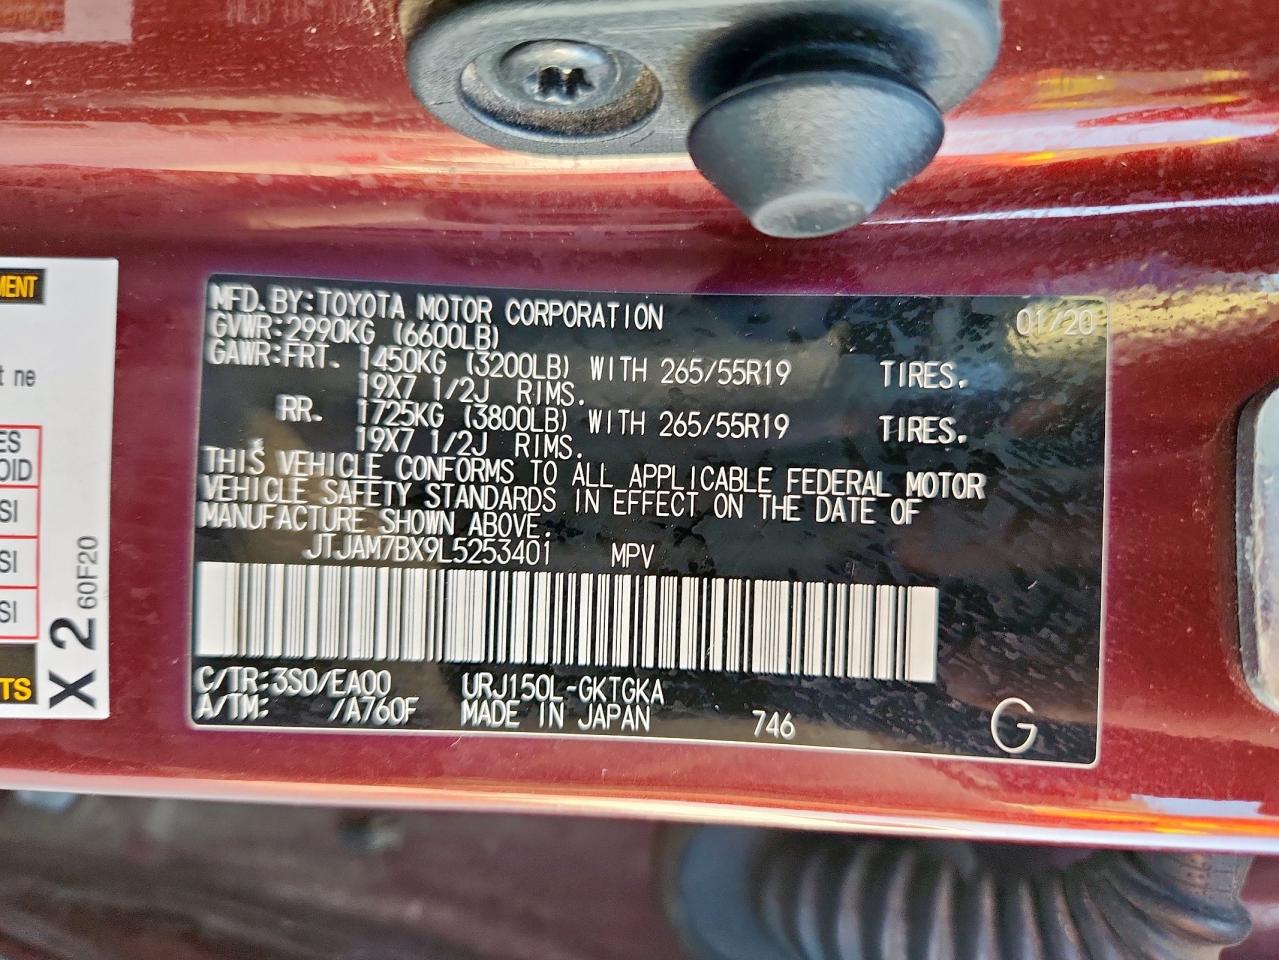 MENT
t ne
ES
OID
SI
SI
SI
TS
X 2 60F20
MFD. BY: TOYOTA MOTOR CORPORATION 01/20
GVWR: 2990KG (6600LB)
GAWR: FRT. 1450KG (3200LB) WITH 265/55R19 TIRES.
19X7 1/2J RIMS.
RR. 1725KG (3800LB) WITH 265/55R19 TIRES.
19X7 1/2J RIMS.
THIS VEHICLE CONFORMS TO ALL APPLICABLE FEDERAL MOTOR
VEHICLE SAFETY STANDARDS IN EFFECT ON THE DATE OF
MANUFACTURE SHOWN ABOVE.
JTJAM7BX9L5253401 MPV
C/TR: 3S0/EA00 URJ150L-GKTGKA
A/TM: /A760F MADE IN JAPAN 746
G